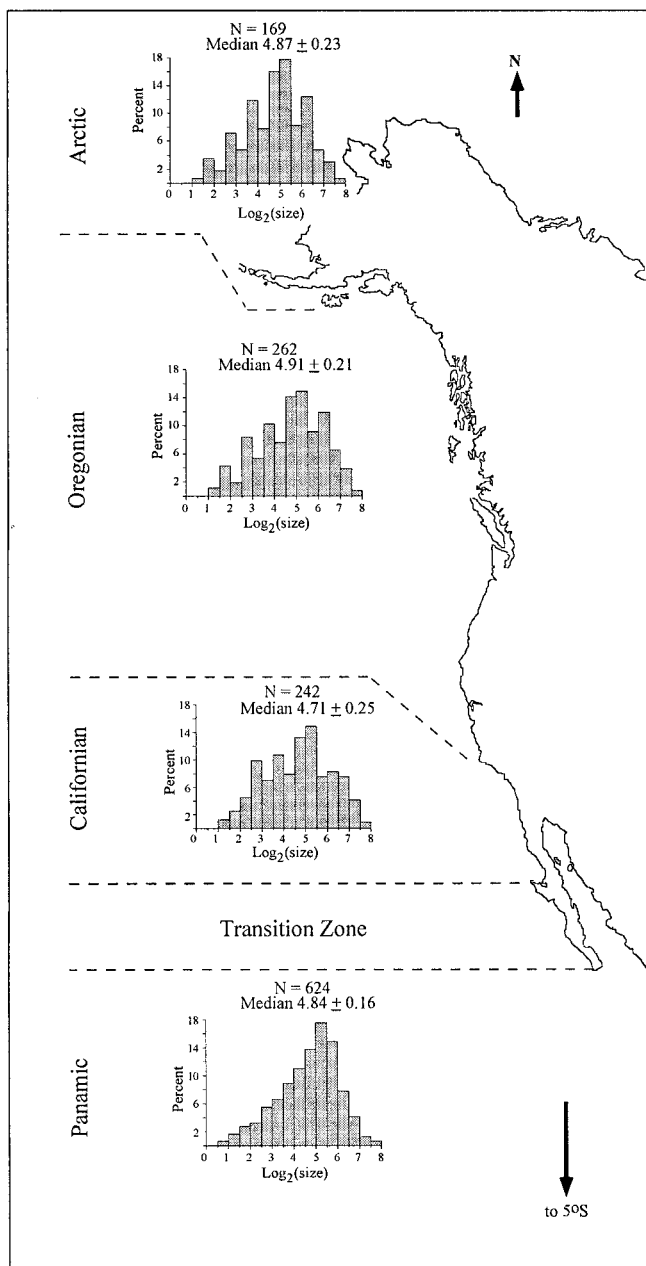 N = 169
Median 4.87 ± 0.23
N
Arctic
Percent
18
14
10
6
2
0 1 2 3 4 5 6 7 8
Log₂(size)
N = 262
Median 4.91 ± 0.21
Oregonian
Percent
18
14
10
6
2
0 1 2 3 4 5 6 7 8
Log₂(size)
N = 242
Median 4.71 ± 0.25
Californian
Percent
18
14
10
6
2
0 1 2 3 4 5 6 7 8
Log₂(size)
Transition Zone
N = 624
Median 4.84 ± 0.16
Panamic
Percent
18
14
10
6
2
0 1 2 3 4 5 6 7 8
Log₂(size)
to 5°S